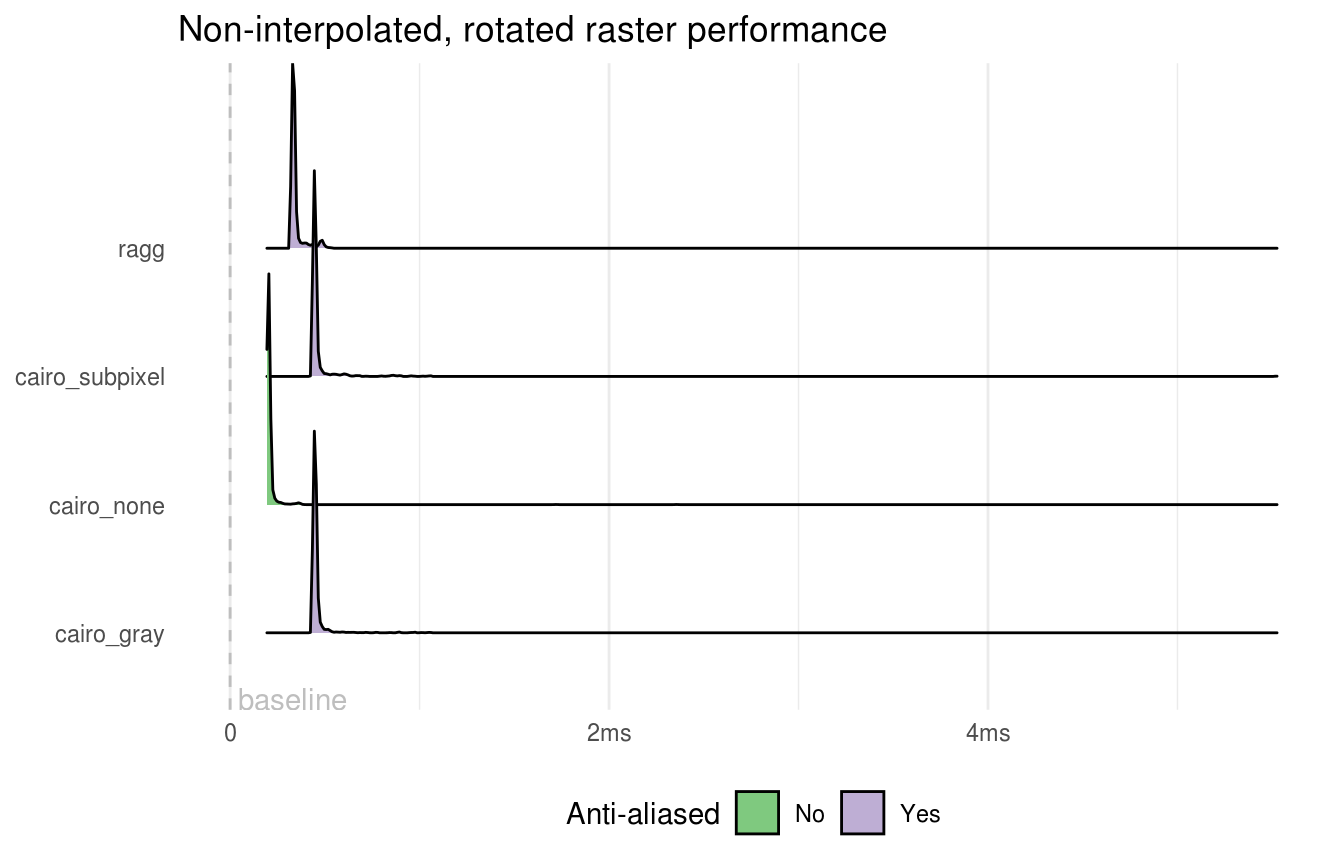 Non-interpolated, rotated raster performance
ragg
cairo_subpixel
cairo_none
cairo_gray
baseline
0 2ms 4ms
Anti-aliased No Yes